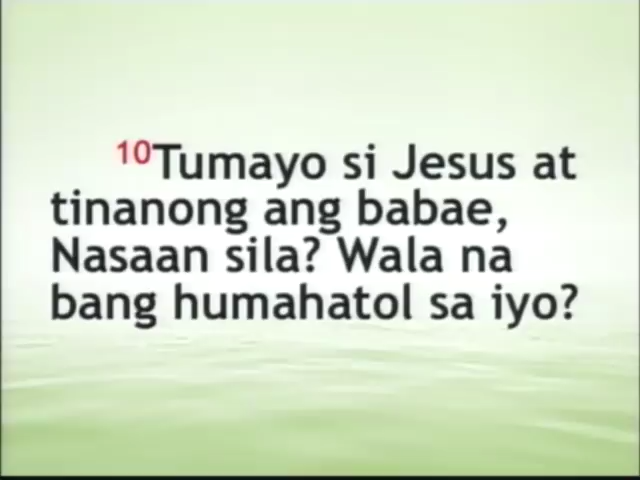 10Tumayo si Jesus at
tinanong ang babae,
Nasaan sila? Wala na
bang humahatol sa iyo?